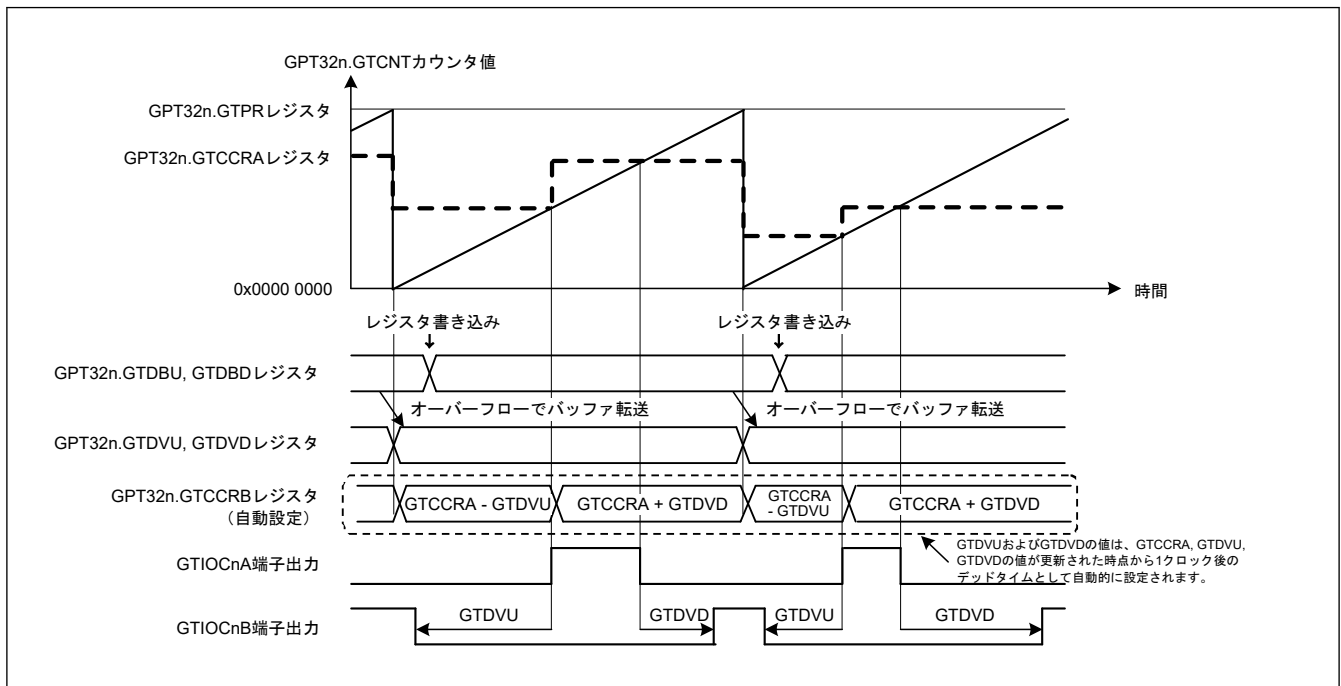 GPT32n.GTCNTカウンタ値
GPT32n.GTPRレジスタ
GPT32n.GTCCRAレジスタ
0x0000 0000
時間
レジスタ書き込み
レジスタ書き込み
GPT32n.GTDBU, GTDBDレジスタ
オーバーフローでバッファ転送
オーバーフローでバッファ転送
GPT32n.GTDVU, GTDVDレジスタ
GPT32n.GTCCRBレジスタ
（自動設定）
GTCCRA - GTDVU
GTCCRA + GTDVD
GTCCRA
- GTDVU
GTCCRA + GTDVD
GTDVUおよびGTDVDの値は、GTCCRA, GTDVU,
GTDVDの値が更新された時点から1クロック後の
デッドタイムとして自動的に設定されます。
GTIOCnA端子出力
GTIOCnB端子出力
GTDVU
GTDVD
GTDVU
GTDVD